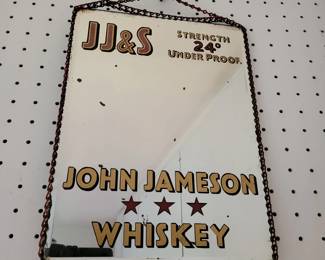 JJ&S
STRENGTH
24°
UNDER PROOF.
JOHN JAMESON
★ ★ ★
WHISKEY